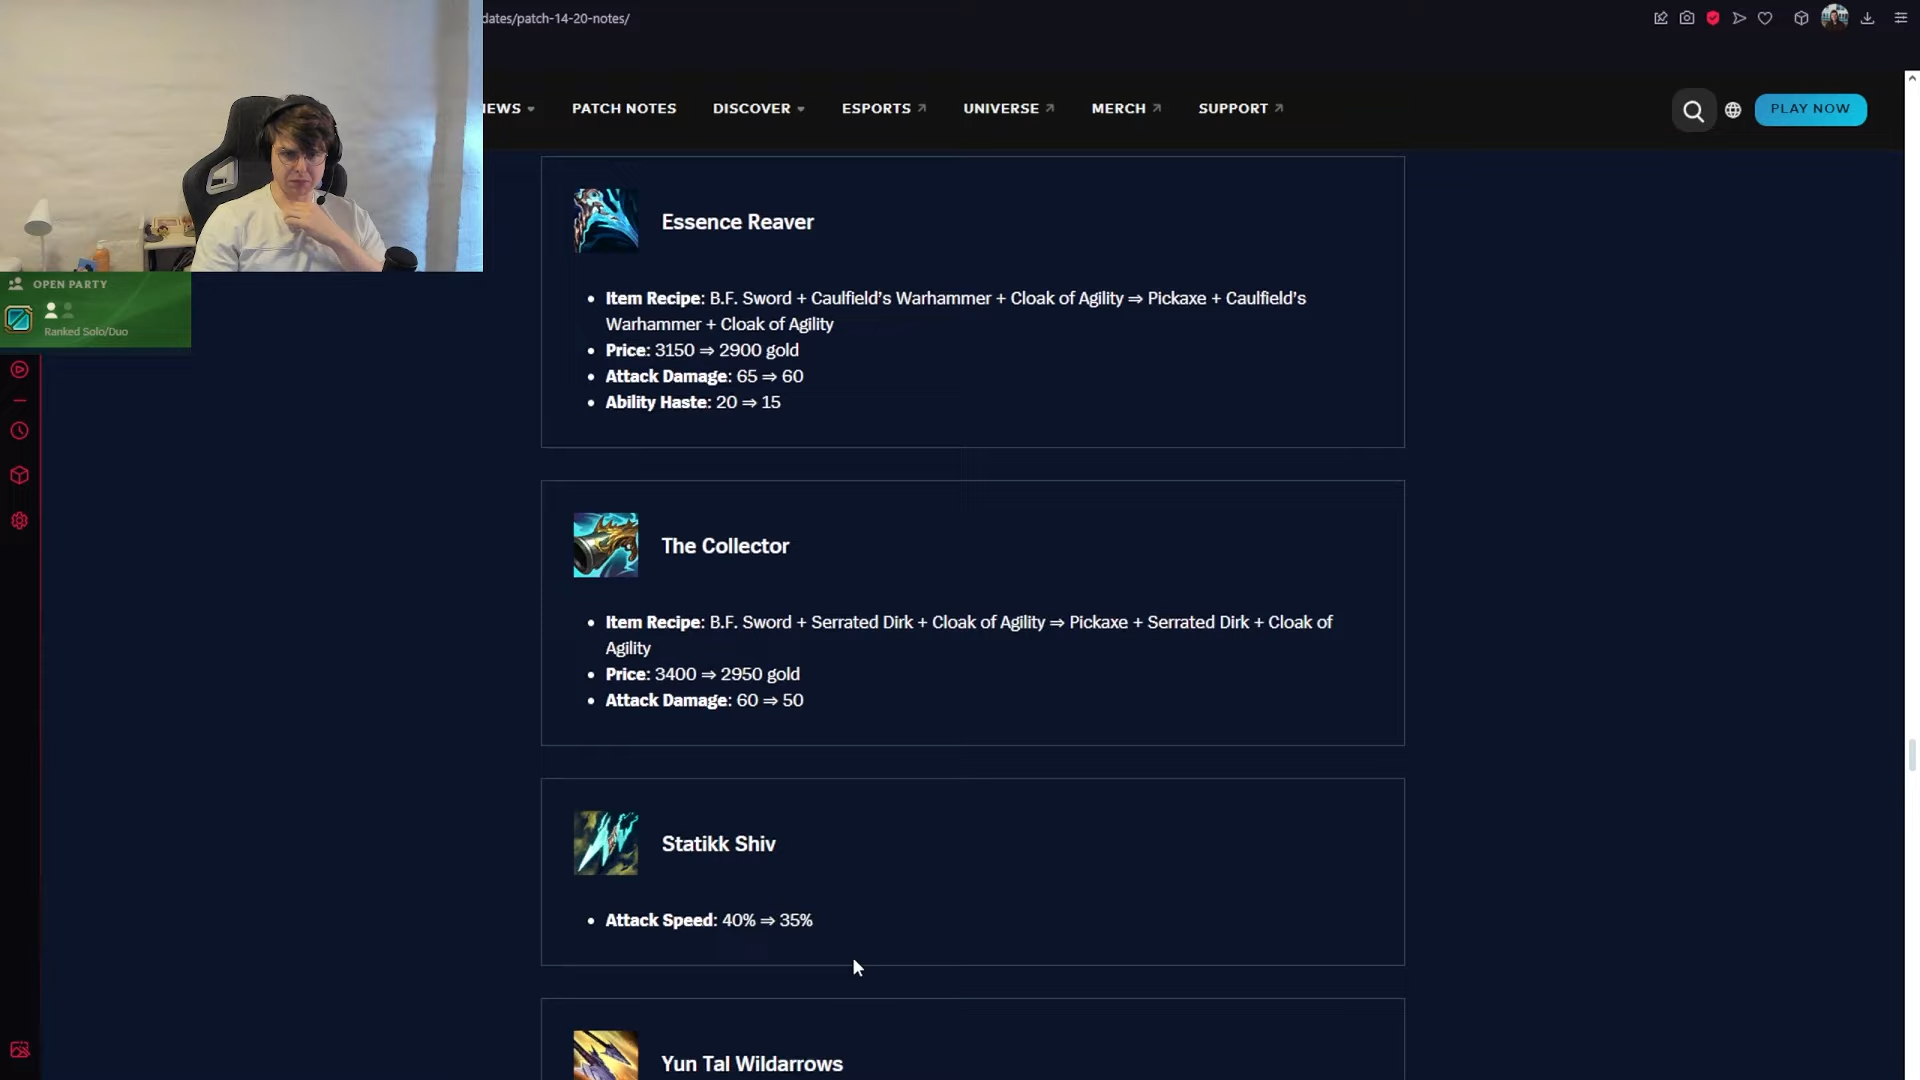 dates/patch-14-20-notes/
EWS
PATCH NOTES
DISCOVER
ESPORTS
UNIVERSE
MERCH
SUPPORT
PLAY NOW
OPEN PARTY
Ranked Solo/Duo
Essence Reaver
• Item Recipe: B.F. Sword + Caulfield's Warhammer + Cloak of Agility ⇒ Pickaxe + Caulfield's
Warhammer + Cloak of Agility
• Price: 3150 ⇒ 2900 gold
• Attack Damage: 65 ⇒ 60
• Ability Haste: 20 ⇒ 15
The Collector
• Item Recipe: B.F. Sword + Serrated Dirk + Cloak of Agility ⇒ Pickaxe + Serrated Dirk + Cloak of
Agility
• Price: 3400 ⇒ 2950 gold
• Attack Damage: 60 ⇒ 50
Statikk Shiv
• Attack Speed: 40% ⇒ 35%
Yun Tal Wildarrows